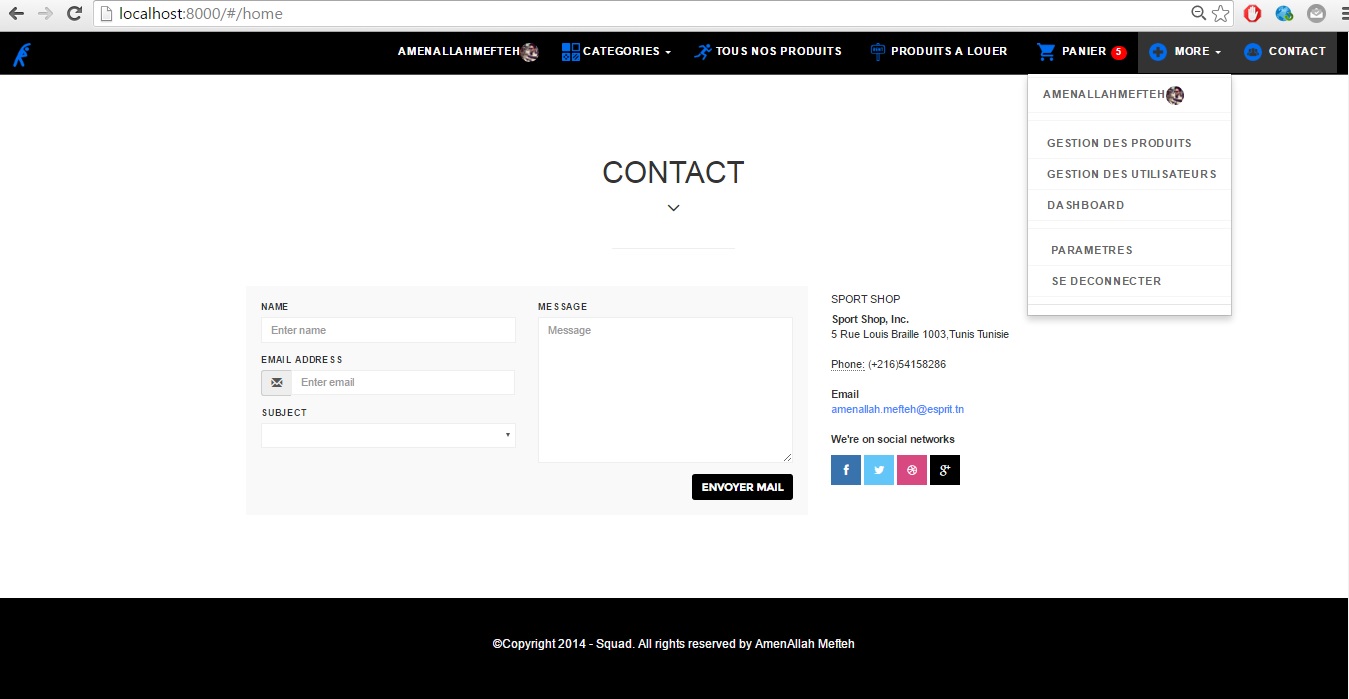 localhost:8000/#/home
AMENALLAHMEFTEH CATEGORIES TOUS NOS PRODUITS PRODUITS A LOUER PANIER 5 MORE CONTACT
AMENALLAHMEFTEH
GESTION DES PRODUITS
GESTION DES UTILISATEURS
DASHBOARD
PARAMETRES
SE DECONNECTER
CONTACT
NAME
Enter name
EMAIL ADDRESS
Enter email
SUBJECT
MESSAGE
Message
ENVOYER MAIL
SPORT SHOP
Sport Shop, Inc.
5 Rue Louis Braille 1003,Tunis Tunisie
Phone: (+216)54158286
Email
amenallah.mefteh@esprit.tn
We're on social networks
©Copyright 2014 - Squad. All rights reserved by AmenAllah Mefteh